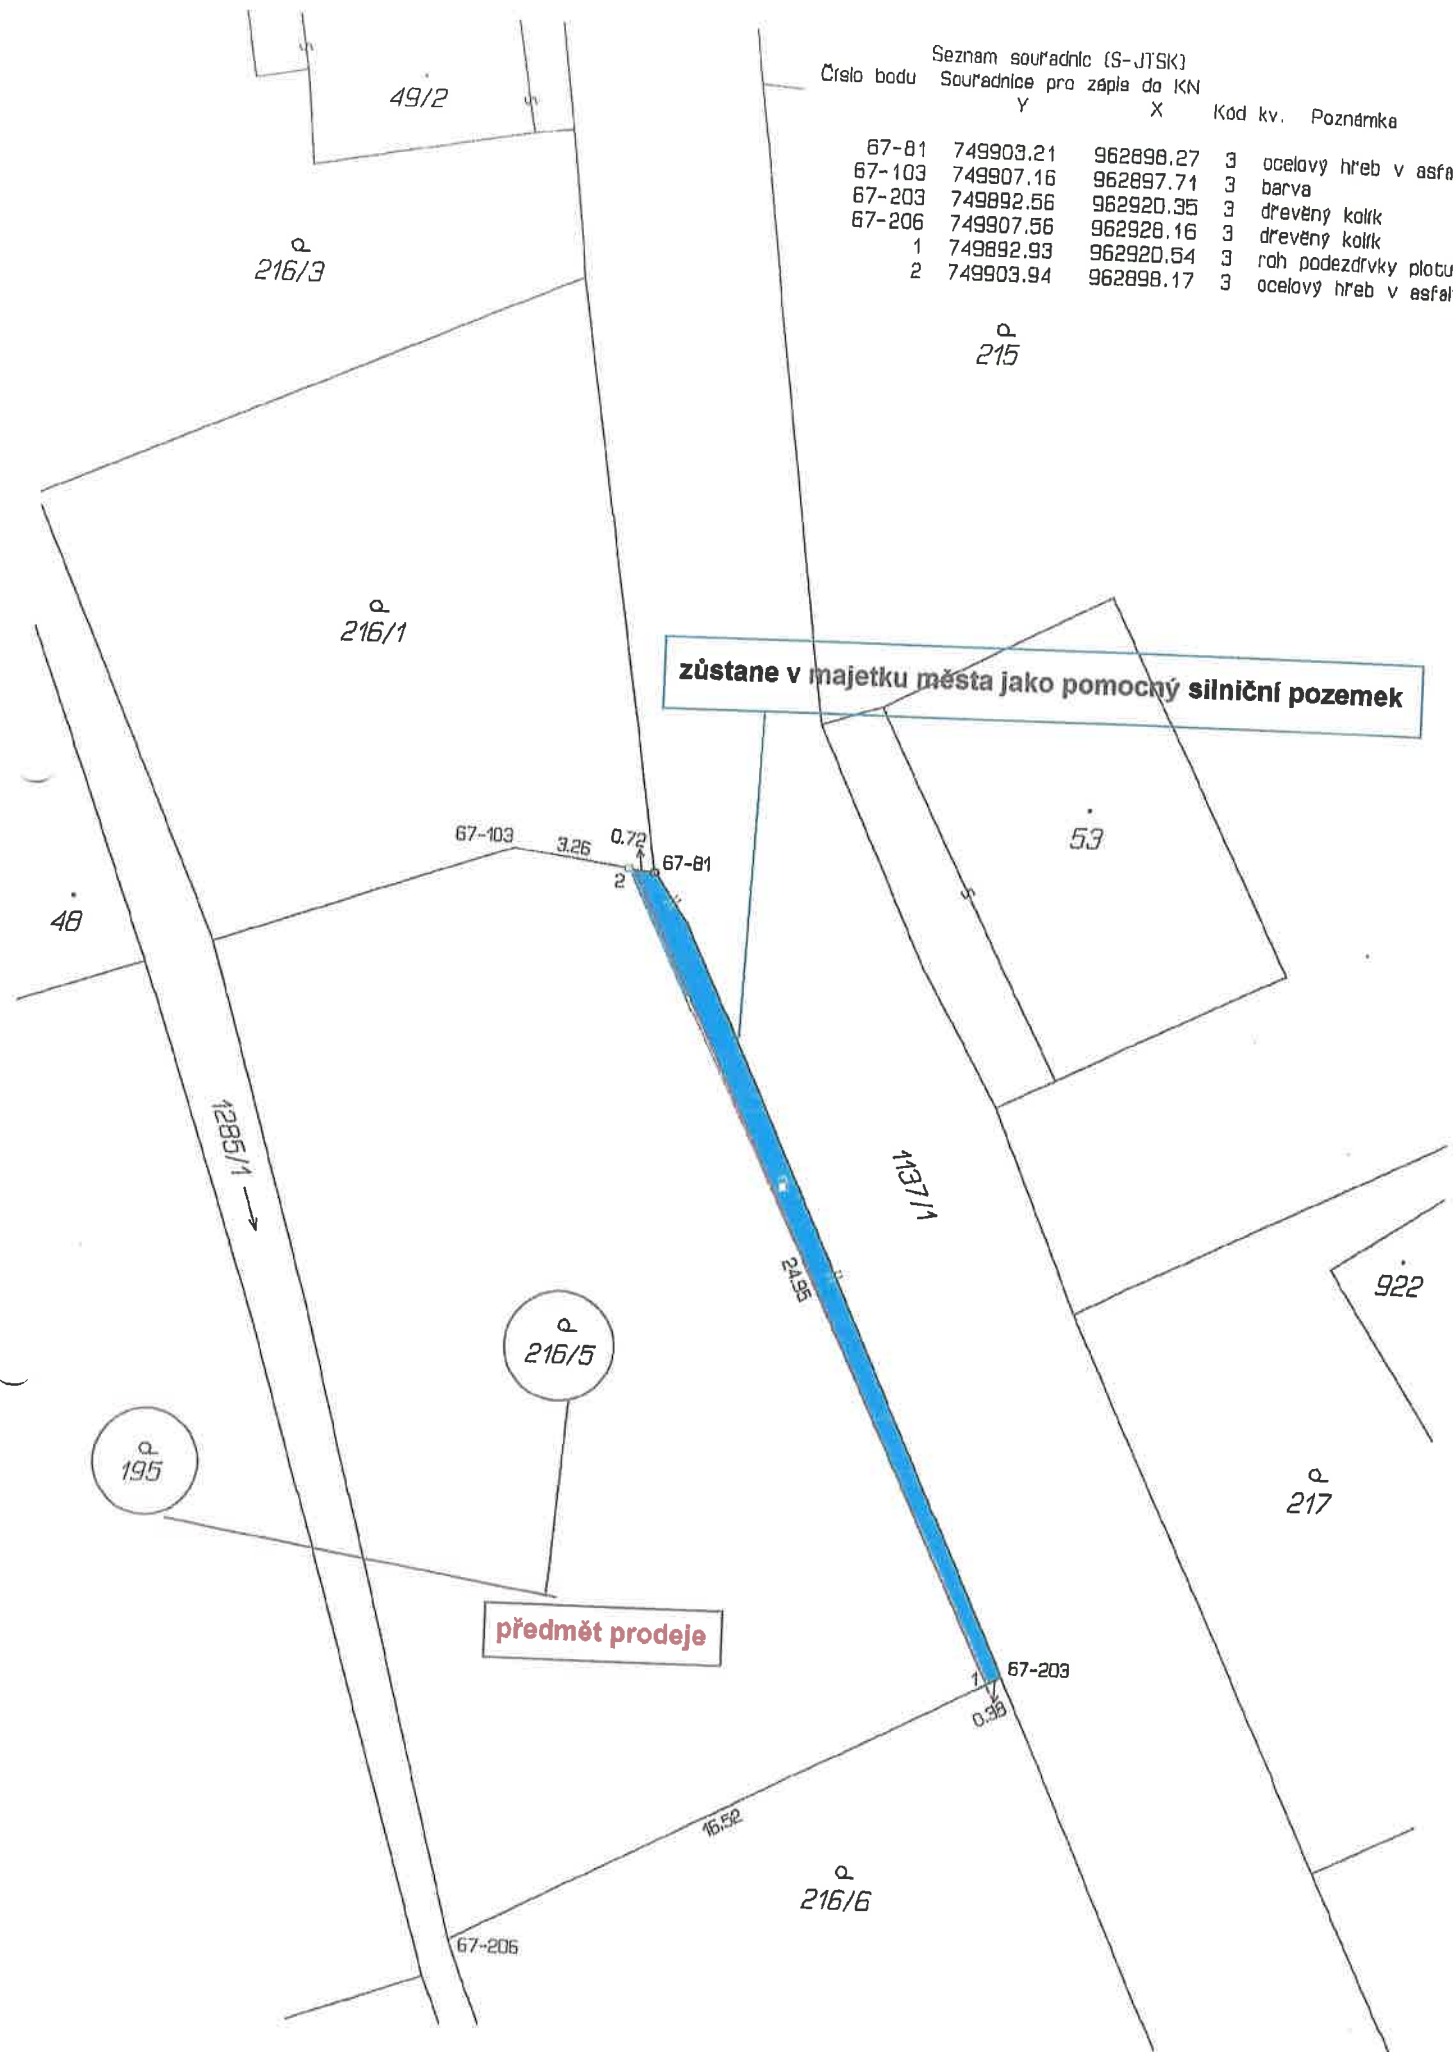 Seznam souřadnic (S-JTSK)
Číslo bodu Souřadnice pro zápis do KN
Y X Kód kv. Poznámka
67-81 749903.21 962898.27 3 ocelový hřeb v asfa
67-103 749907.16 962897.71 3 barva
67-203 749892.56 962920.35 3 dřevěný kolík
67-206 749907.56 962928.16 3 dřevěný kolík
1 749892.93 962920.54 3 roh podezdívky plotu
2 749903.94 962898.17 3 ocelový hřeb v asfal
49/2
216/3
215
216/1
zůstane v majetku města jako pomocný silniční pozemek
53
67-103
3.26
0.72
67-81
2
48
1285/1
1137/1
24.95
922
216/5
195
217
předmět prodeje
1
67-203
0.38
16.52
216/6
67-206